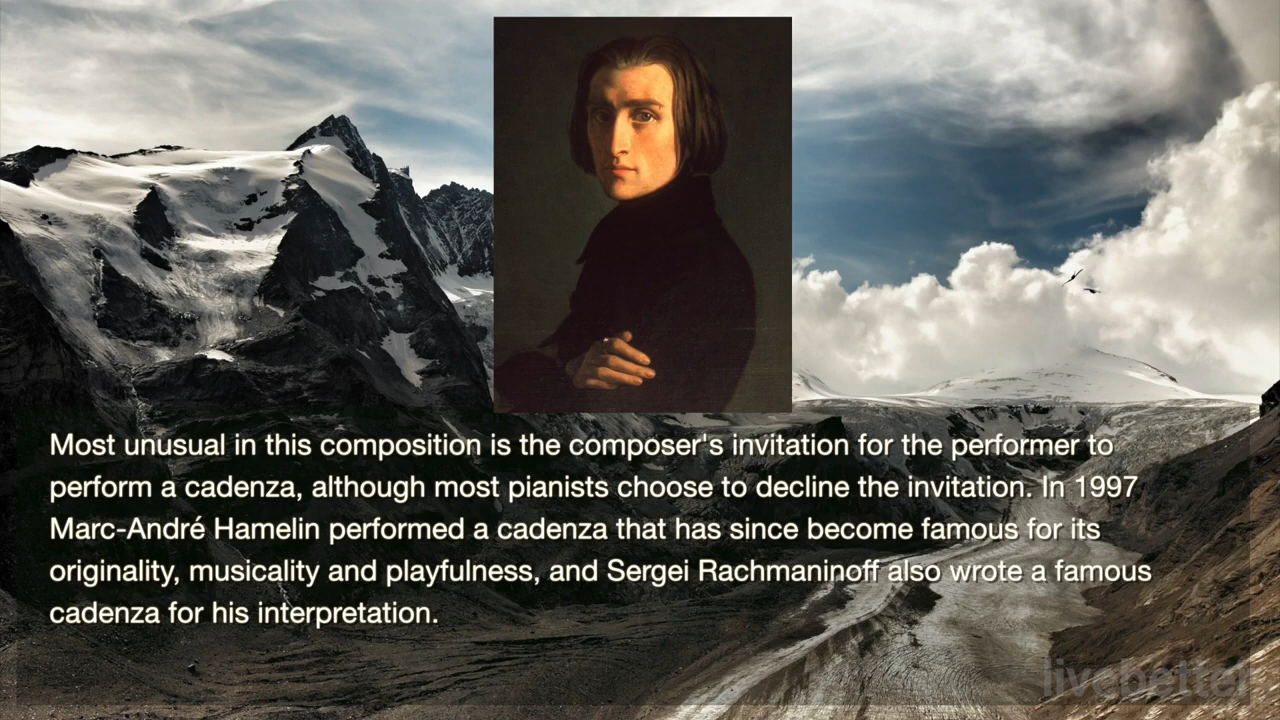 Most unusual in this composition is the composer's invitation for the performer to
perform a cadenza, although most pianists choose to decline the invitation. In 1997
Marc-André Hamelin performed a cadenza that has since become famous for its
originality, musicality and playfulness, and Sergei Rachmaninoff also wrote a famous
cadenza for his interpretation.
livebetter